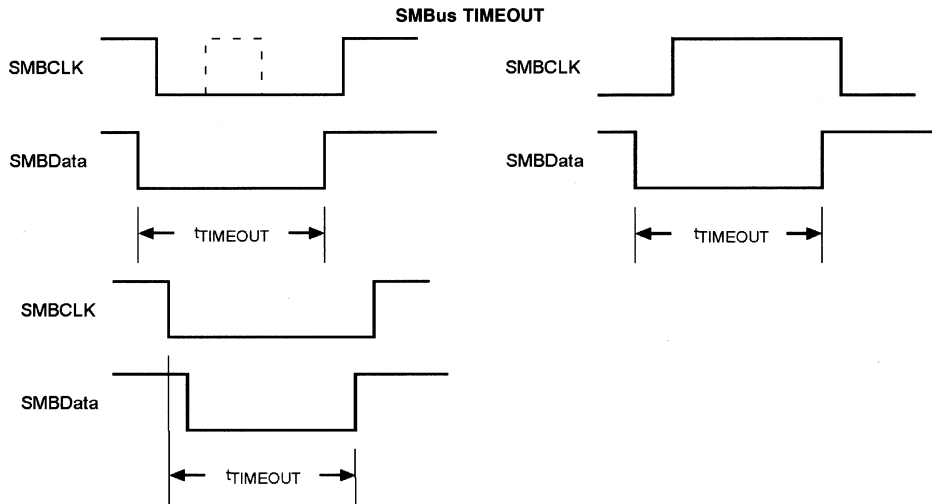 SMBus TIMEOUT
SMBCLK
SMBData
tTIMEOUT
SMBCLK
SMBData
tTIMEOUT
SMBCLK
SMBData
tTIMEOUT